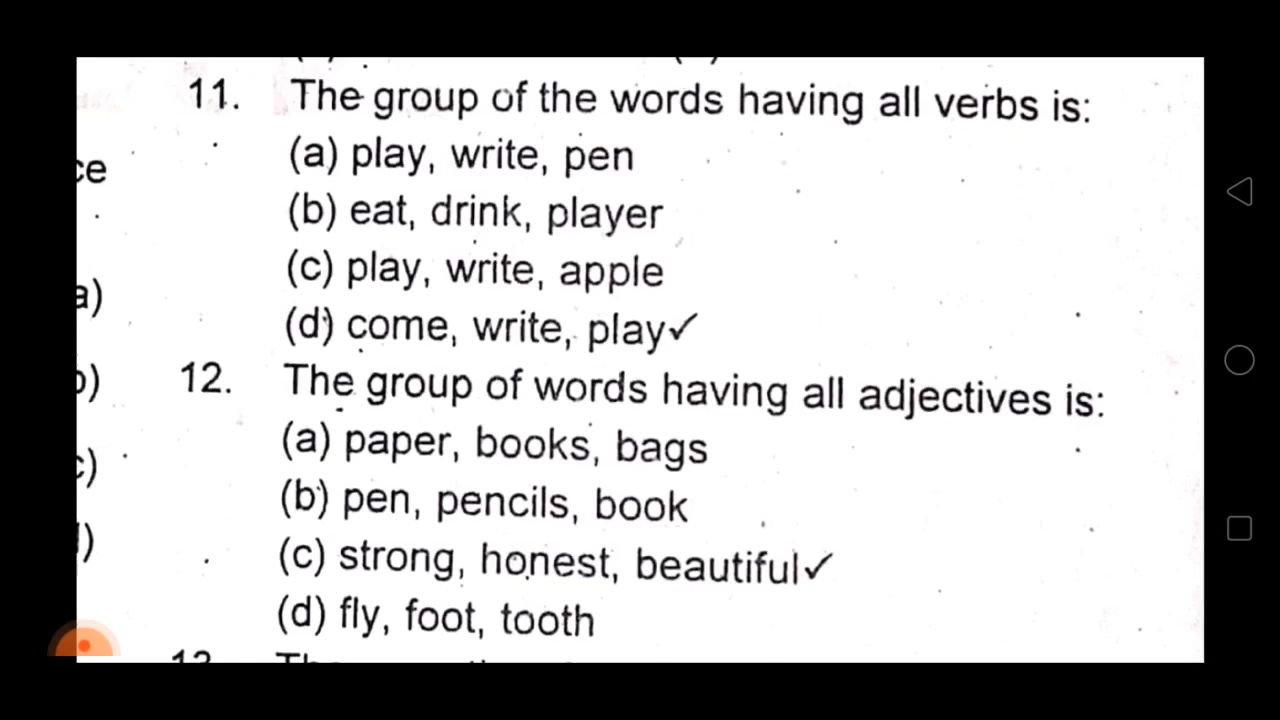 11. The group of the words having all verbs is:
(a) play, write, pen
ce
(b) eat, drink, player
(c) play, write, apple
a)
(d) come, write, play✓
b) 12. The group of words having all adjectives is:
(a) paper, books, bags
c)
(b) pen, pencils, book
(c) strong, honest, beautiful✓
(d) fly, foot, tooth